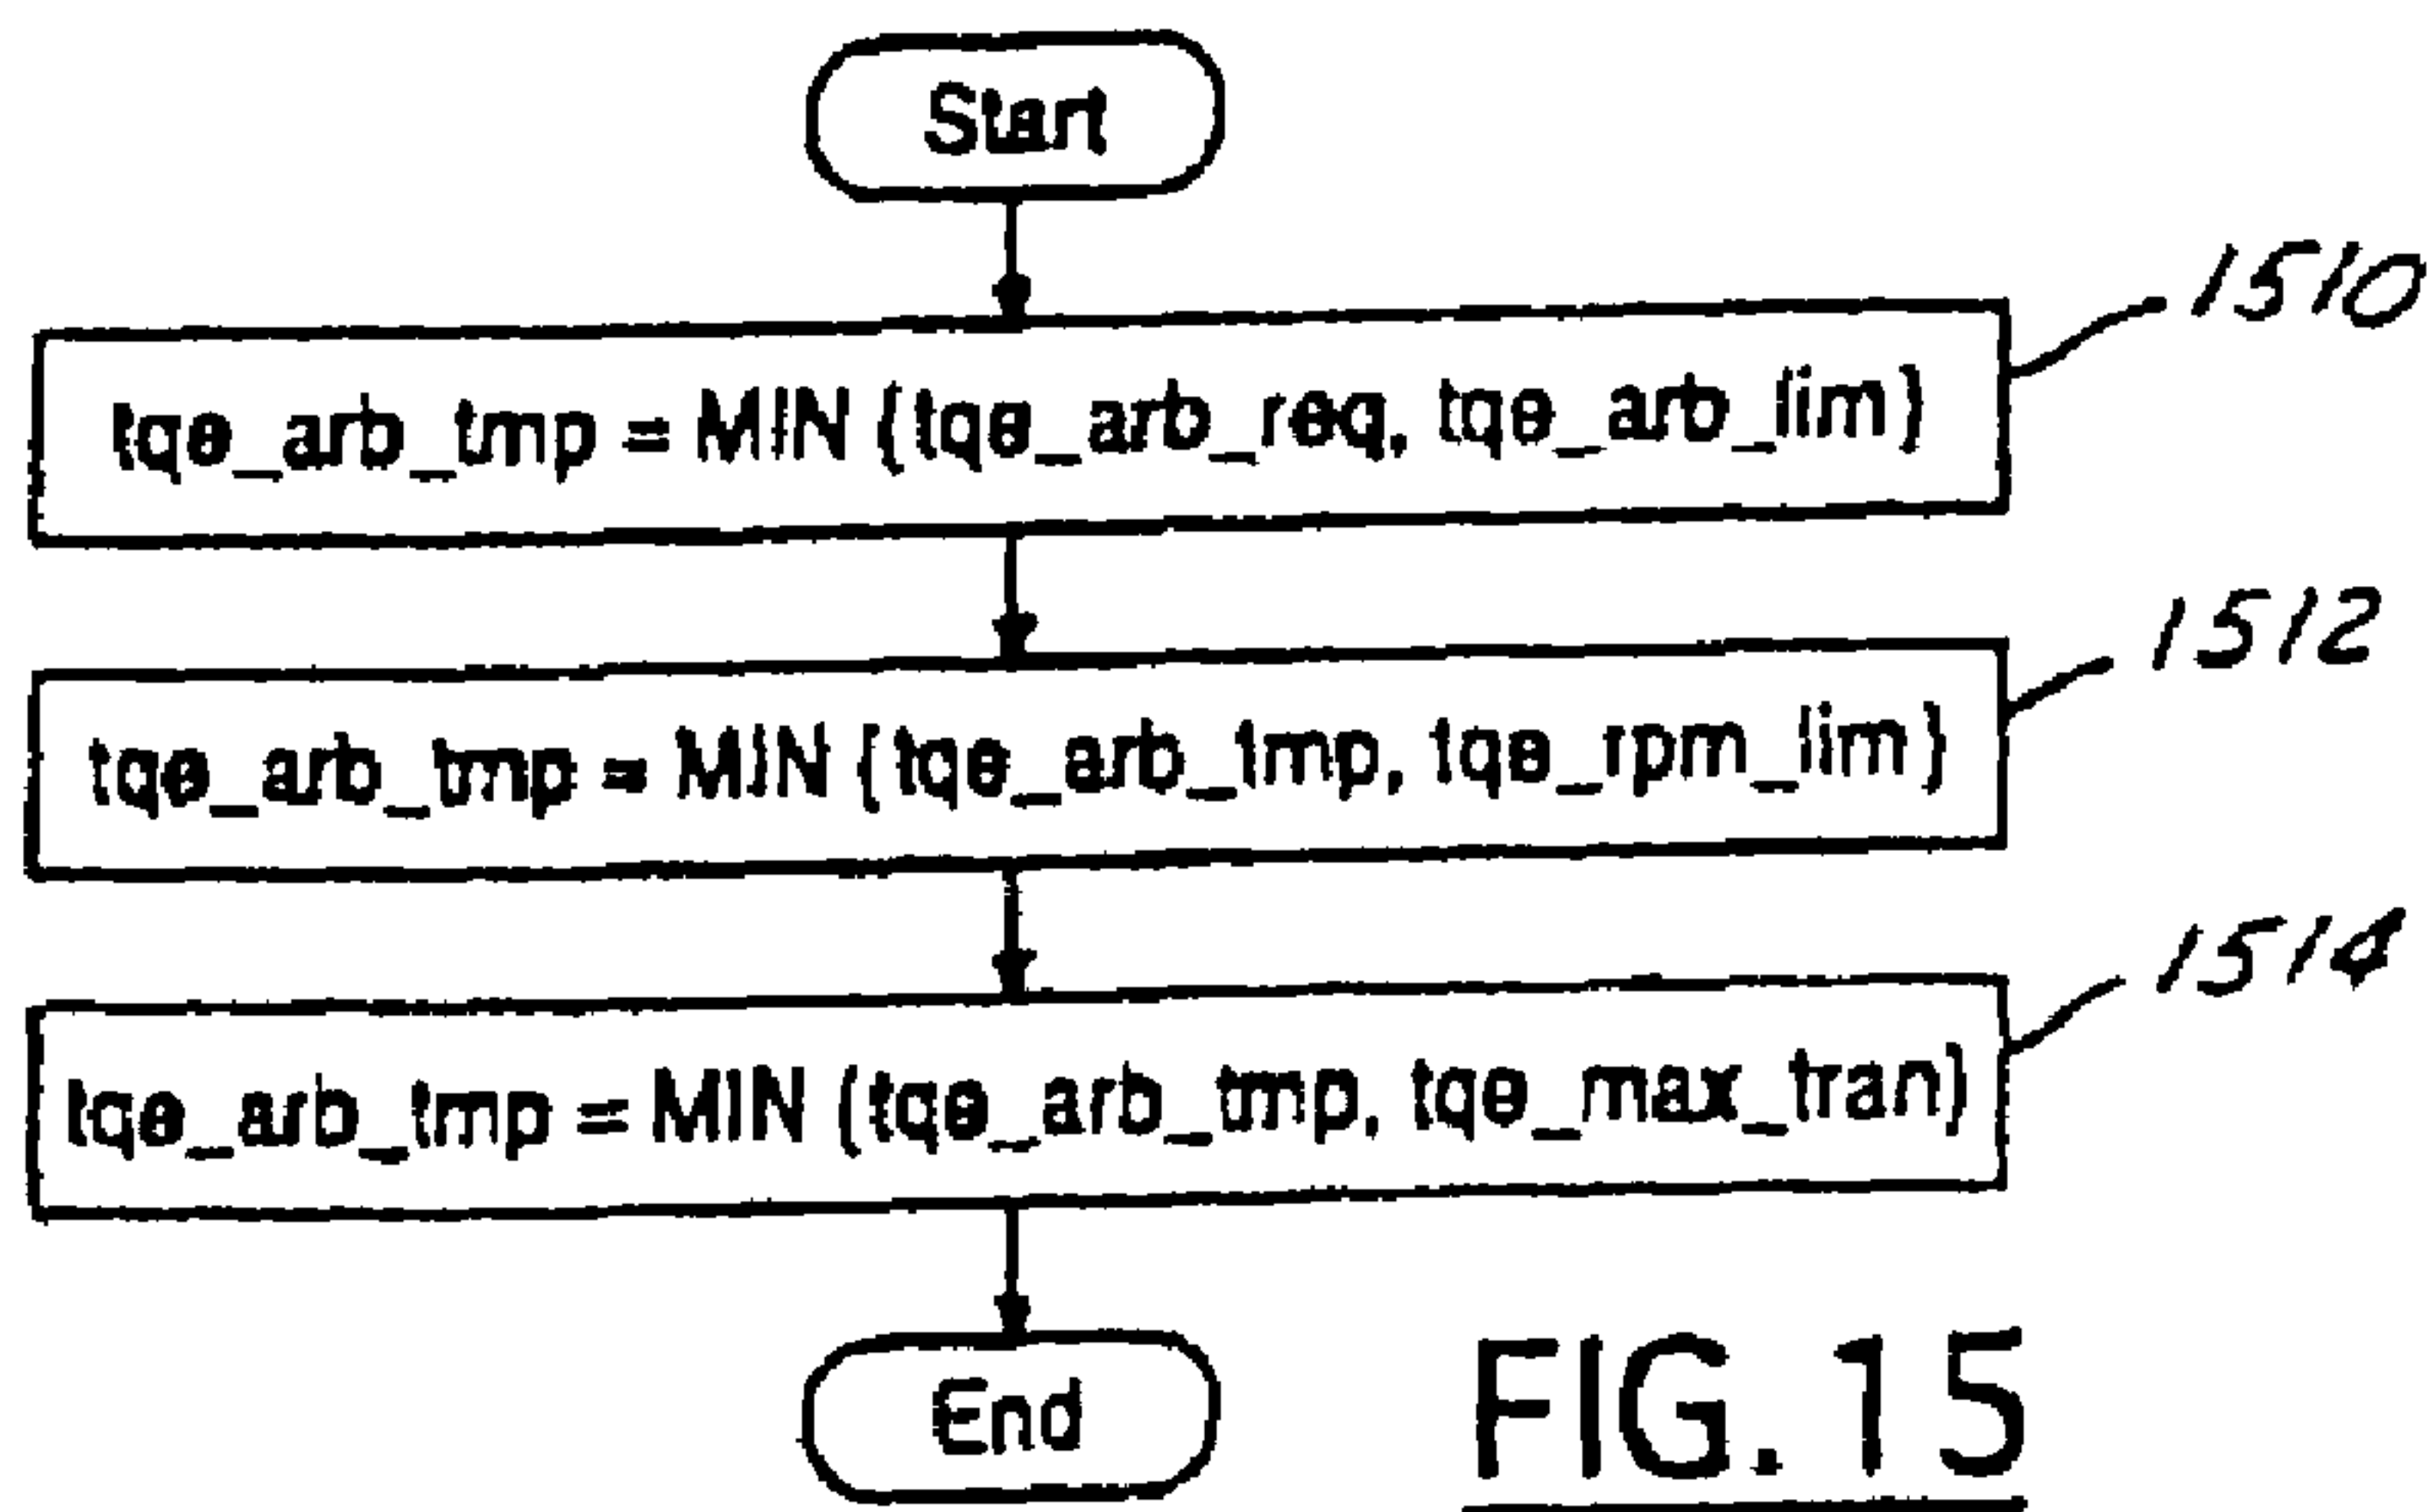 Start
1510
tqe_arb_tmp = MIN (tqe_arb_req, tqe_arb_lim)
1512
tqe_arb_tmp = MIN (tqe_arb_tmp, tqe_rpm_lim)
1514
tqe_arb_tmp = MIN (tqe_arb_tmp, tqe_max_tran)
End
FIG. 15